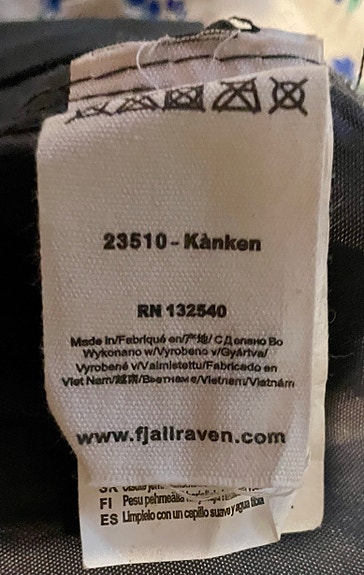 23510 - Kànken
RN 132540
Made in/Fabriqué en/产地/Сделано Во
Wykonano w/Vyrobeno v/Gyártva/
Vyrobené v/Valmistettu/Fabricado en
Viet Nam/越南/Вьетнам/Vietnam/Vietnám
www.fjallraven.com
FI Pesu pehmeällä
ES Límpielo con un cepillo suave y agua tibia